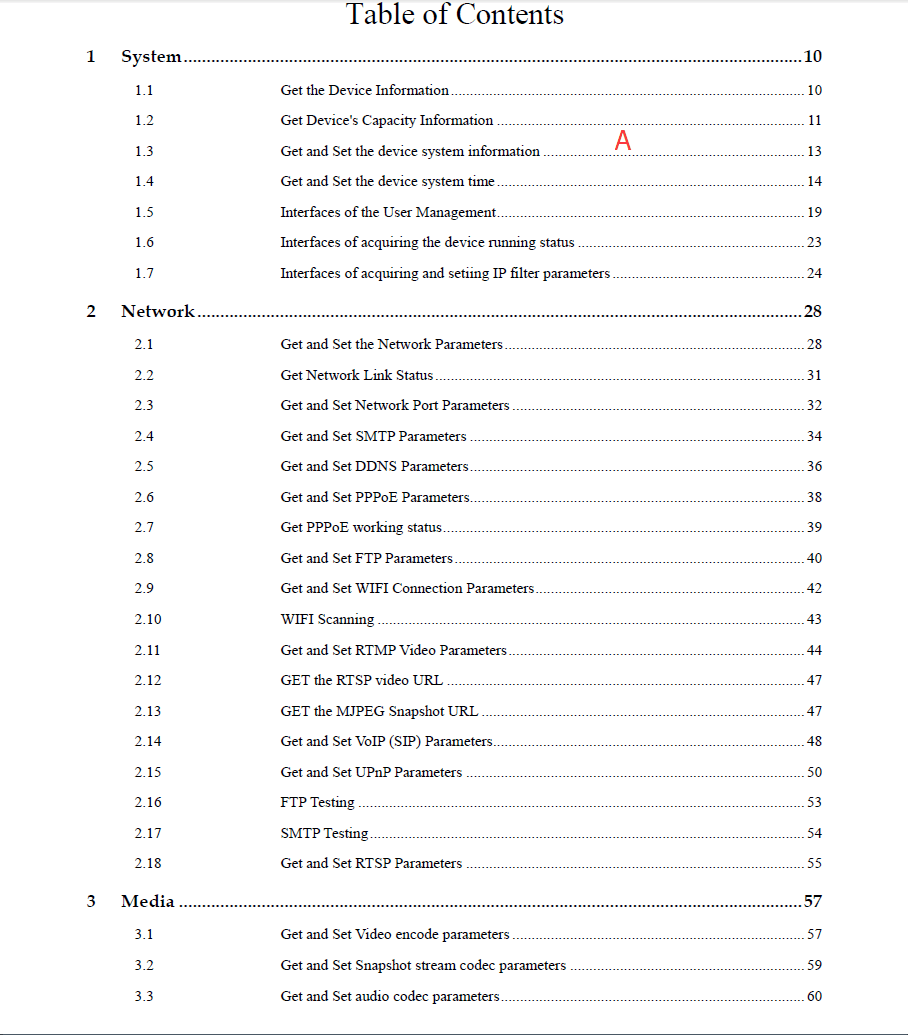 Table of Contents
1 System........................................................................................................................................10
1.1 Get the Device Information........................................................................................10
1.2 Get Device's Capacity Information ..............................................................................11
A
1.3 Get and Set the device system information ..................................................................13
1.4 Get and Set the device system time..............................................................................14
1.5 Interfaces of the User Management..............................................................................19
1.6 Interfaces of acquiring the device running status ..........................................................23
1.7 Interfaces of acquiring and setiing IP filter parameters ..................................................24
2 Network......................................................................................................................................28
2.1 Get and Set the Network Parameters............................................................................28
2.2 Get Network Link Status..............................................................................................31
2.3 Get and Set Network Port Parameters ..........................................................................32
2.4 Get and Set SMTP Parameters ....................................................................................34
2.5 Get and Set DDNS Parameters....................................................................................36
2.6 Get and Set PPPoE Parameters....................................................................................38
2.7 Get PPPoE working status..........................................................................................39
2.8 Get and Set FTP Parameters........................................................................................40
2.9 Get and Set WIFI Connection Parameters....................................................................42
2.10 WIFI Scanning ..........................................................................................................43
2.11 Get and Set RTMP Video Parameters..........................................................................44
2.12 GET the RTSP video URL ..........................................................................................47
2.13 GET the MJPEG Snapshot URL..................................................................................47
2.14 Get and Set VoIP (SIP) Parameters..............................................................................48
2.15 Get and Set UPnP Parameters ....................................................................................50
2.16 FTP Testing ..............................................................................................................53
2.17 SMTP Testing............................................................................................................54
2.18 Get and Set RTSP Parameters ....................................................................................55
3 Media ........................................................................................................................................57
3.1 Get and Set Video encode parameters..........................................................................57
3.2 Get and Set Snapshot stream codec parameters ............................................................59
3.3 Get and Set audio codec parameters............................................................................60